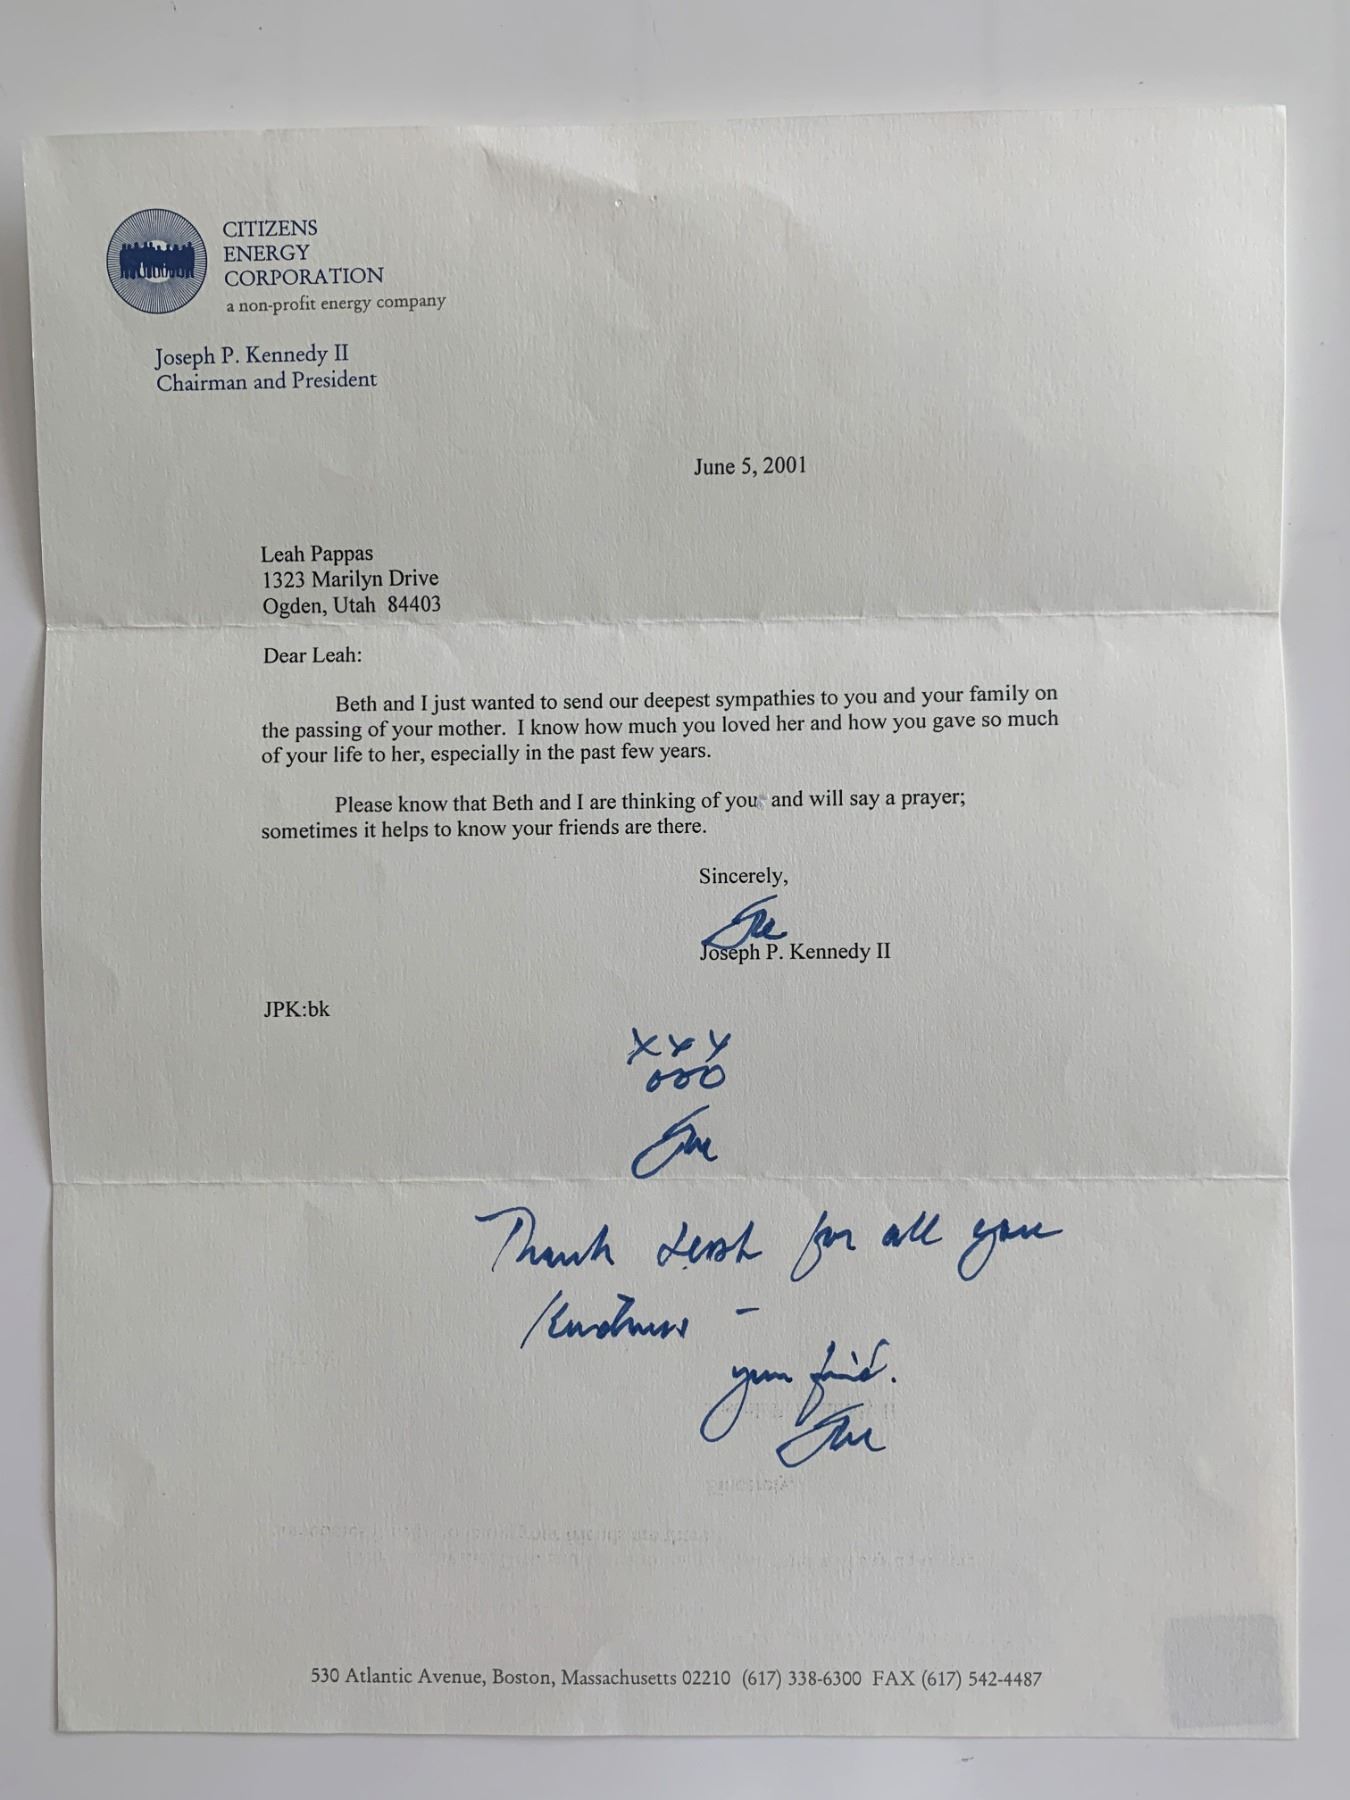 CITIZENS
ENERGY
CORPORATION
a non-profit energy company
Joseph P. Kennedy II
Chairman and President
June 5, 2001
Leah Pappas
1323 Marilyn Drive
Ogden, Utah 84403
Dear Leah:
Beth and I just wanted to send our deepest sympathies to you and your family on
the passing of your mother. I know how much you loved her and how you gave so much
of your life to her, especially in the past few years.
Please know that Beth and I are thinking of you and will say a prayer;
sometimes it helps to know your friends are there.
Sincerely,
Joe
Joseph P. Kennedy II
JPK:bk
XXX
OOO
Joe
Thank Leah for all your
Kindness -
your friend.
Joe
530 Atlantic Avenue, Boston, Massachusetts 02210 (617) 338-6300 FAX (617) 542-4487